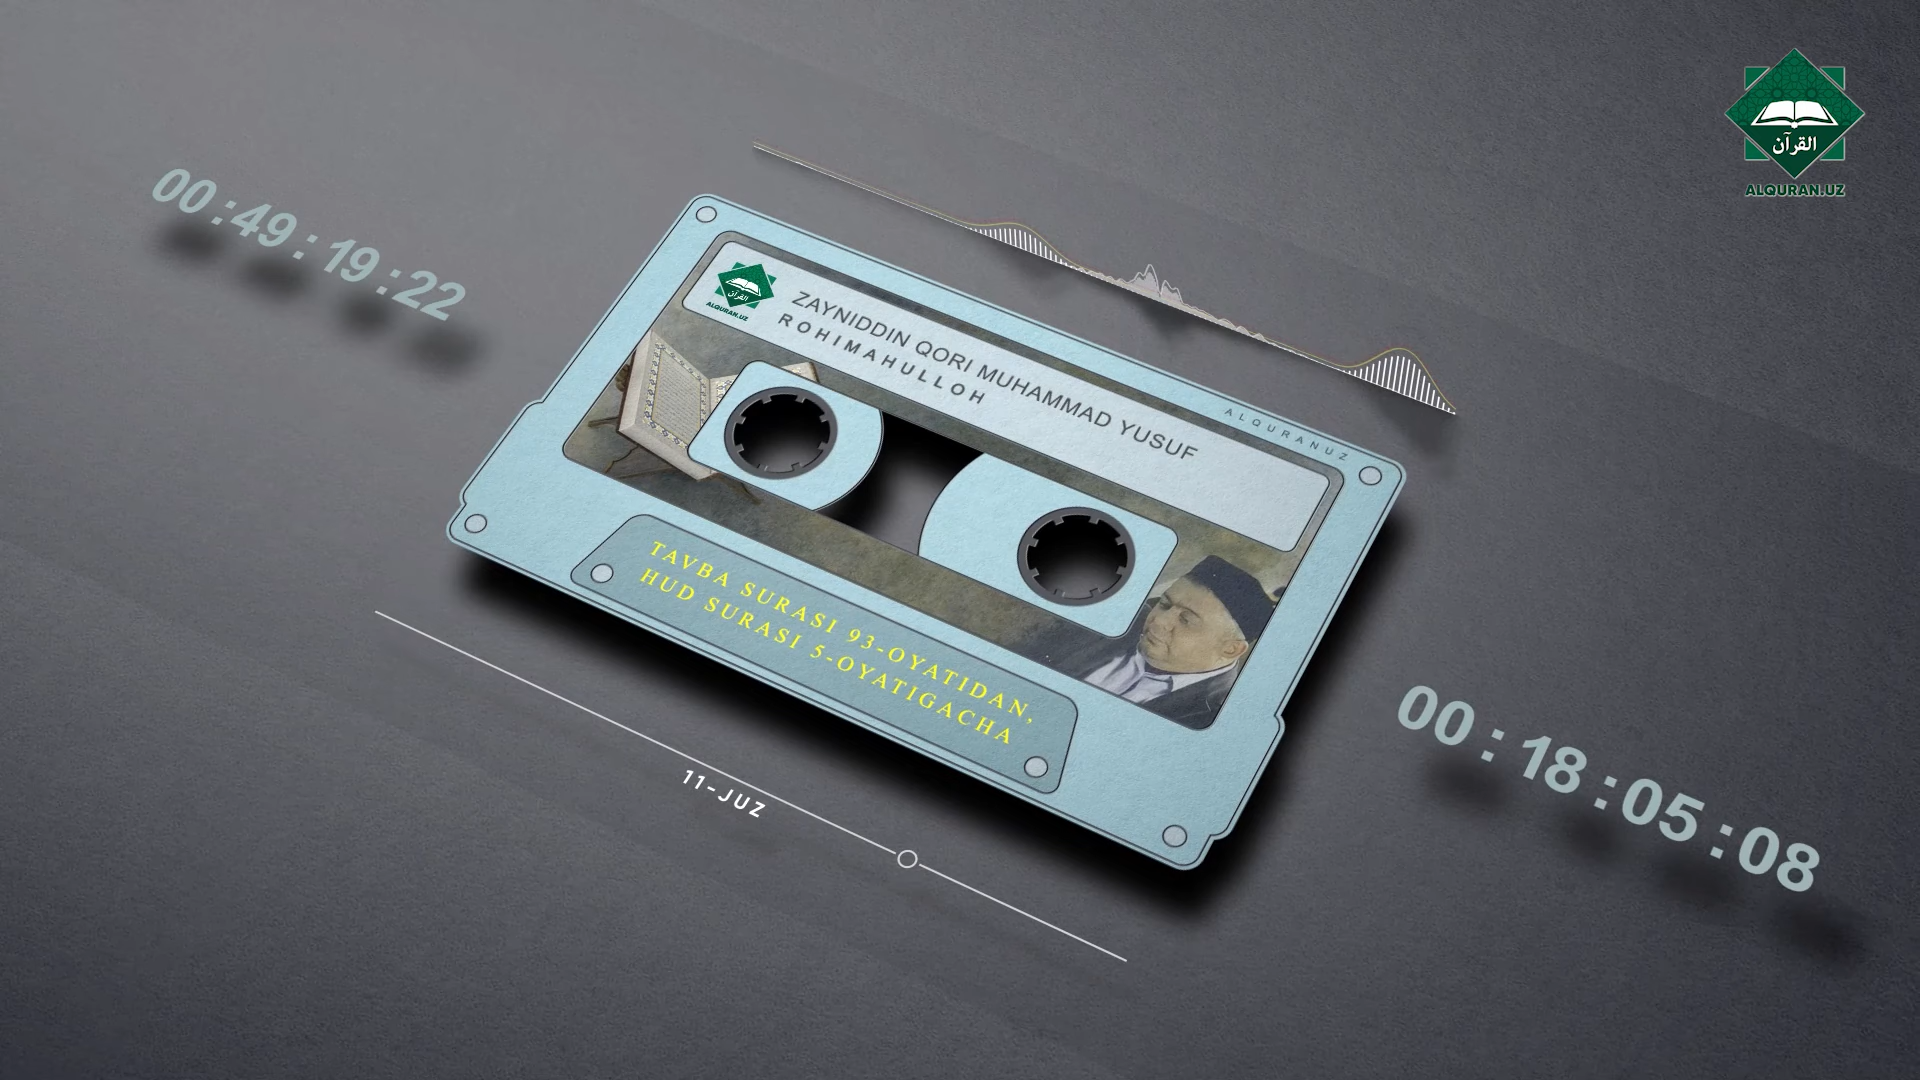 القرآن
ALQURAN.UZ
00:49:19:22
القرآن
ALQURAN.UZ
ZAYNIDDIN QORI MUHAMMAD YUSUF
ROHIMAHULLOH
ALQURANUZ
TAVBA SURASI 93-OYATIDAN,
HUD SURASI 5-OYATIGACHA
11-JUZ
00:18:05:08